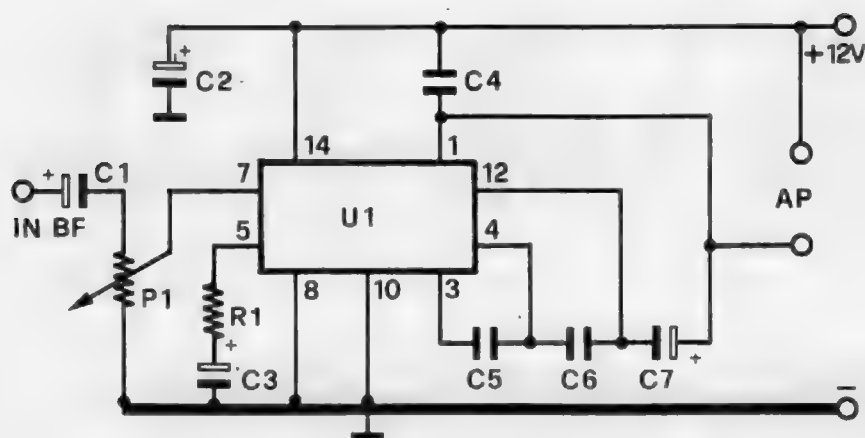 +
C2
C4
+12V
14
1
+
C1
7
12
AP
IN BF
U1
5
4
P1
R1
8
10
3
+
C3
C5
C6
C7
+
–